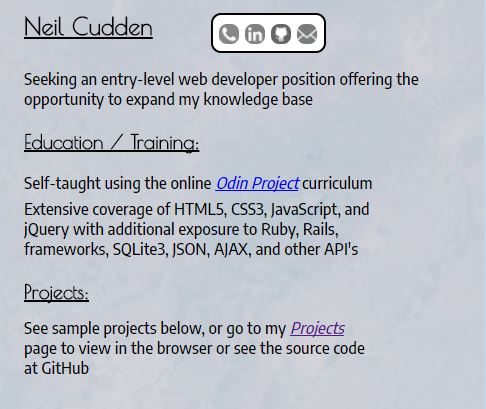 Neil Cudden
Seeking an entry-level web developer position offering the
opportunity to expand my knowledge base
Education / Training:
Self-taught using the online Odin Project curriculum
Extensive coverage of HTML5, CSS3, JavaScript, and
jQuery with additional exposure to Ruby, Rails,
frameworks, SQLite3, JSON, AJAX, and other API's
Projects:
See sample projects below, or go to my Projects
page to view in the browser or see the source code
at GitHub